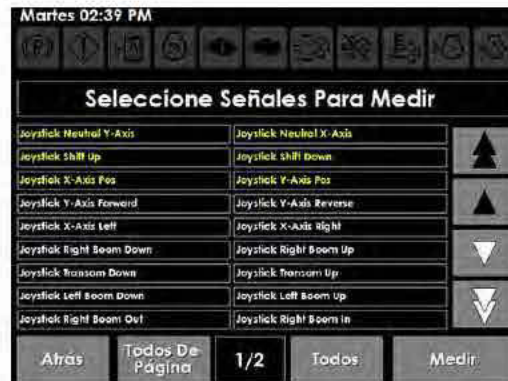 Martes 02:39 PM
Seleccione Señales Para Medir
Joystick Neutral Y-Axis
Joystick Neutral X-Axis
Joystick Shift Up
Joystick Shift Down
Joystick X-Axis Pos
Joystick Y-Axis Pos
Joystick Y-Axis Forward
Joystick Y-Axis Reverse
Joystick X-Axis Left
Joystick X-Axis Right
Joystick Right Boom Down
Joystick Right Boom Up
Joystick Transom Down
Joystick Transom Up
Joystick Left Boom Down
Joystick Left Boom Up
Joystick Right Boom Out
Joystick Right Boom In
Atrás
Todos De
Página
1/2
Todos
Medir